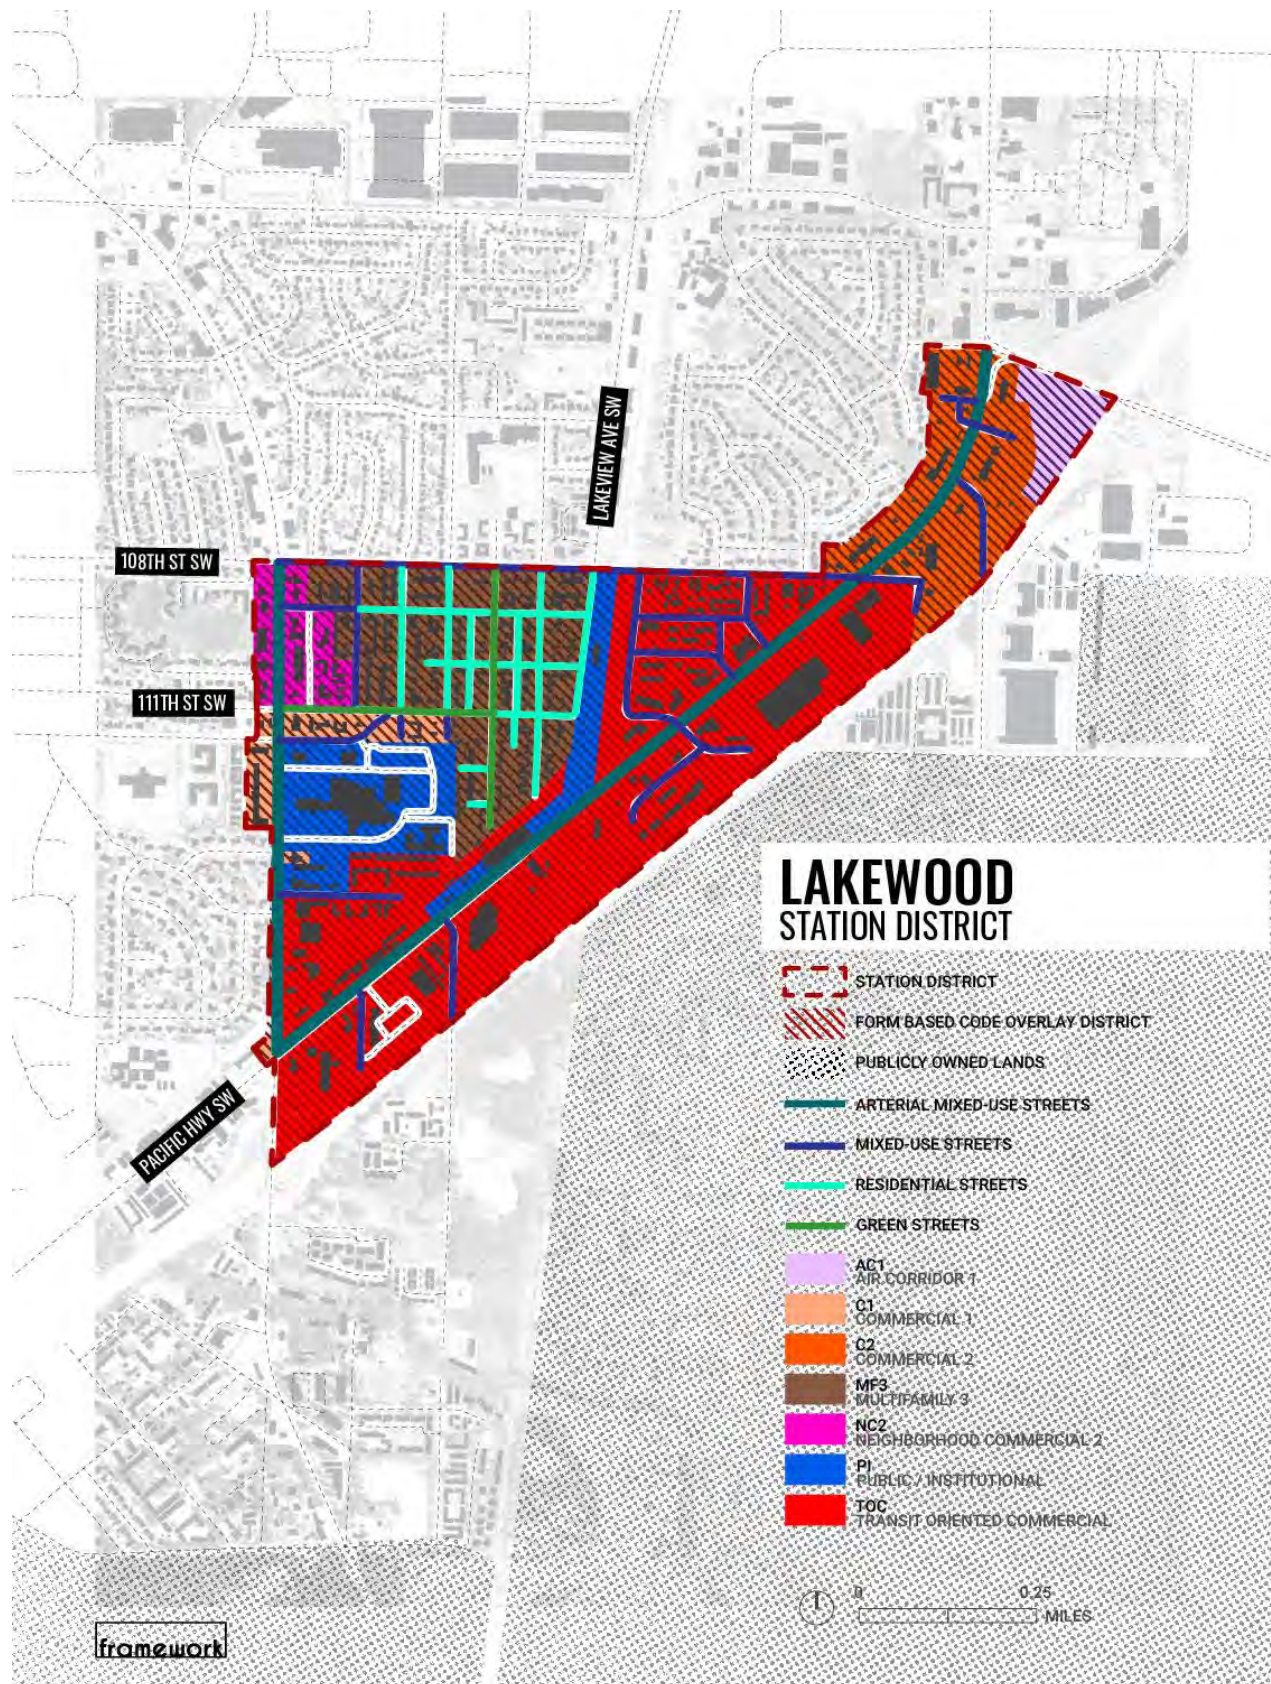 LAKEVIEW AVE SW
108TH ST SW
111TH ST SW
PACIFIC HWY SW
LAKEWOOD
STATION DISTRICT
STATION DISTRICT
FORM BASED CODE OVERLAY DISTRICT
PUBLICLY OWNED LANDS
ARTERIAL MIXED-USE STREETS
MIXED-USE STREETS
RESIDENTIAL STREETS
GREEN STREETS
AC1
AIR CORRIDOR 1
C1
COMMERCIAL 1
C2
COMMERCIAL 2
MF3
MULTIFAMILY 3
NC2
NEIGHBORHOOD COMMERCIAL 2
PI
PUBLIC / INSTITUTIONAL
TOC
TRANSIT ORIENTED COMMERCIAL
0 0.25
MILES
framework